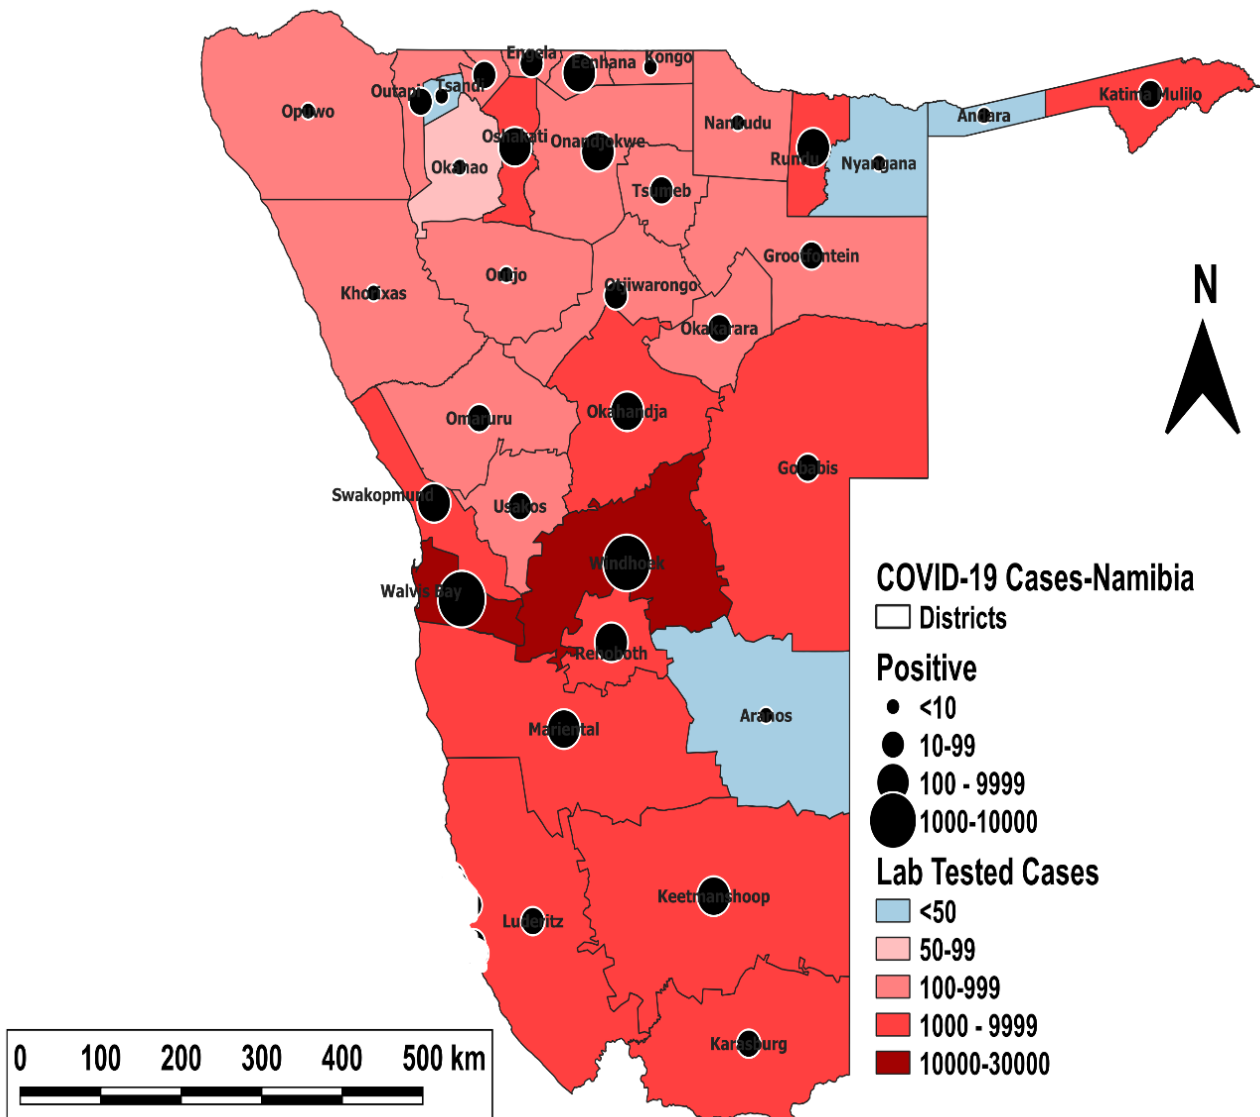 Engela
Eenhana
Kongo
Outapi
Tsandi
Opuwo
Oshakati
Onandjokwe
Nankudu
Rundu
Nyangana
Andara
Katima Mulilo
Okahao
Tsumeb
Grootfontein
Outjo
Otjiwarongo
Khorixas
Okakarara
N
Omaruru
Okahandja
Gobabis
Swakopmund
Usakos
Windhoek
Walvis Bay
Rehoboth
Mariental
Aranos
Keetmanshoop
Luderitz
Karasburg
COVID-19 Cases-Namibia
Districts
Positive
<10
10-99
100 - 9999
1000-10000
Lab Tested Cases
<50
50-99
100-999
1000 - 9999
10000-30000
0 100 200 300 400 500 km